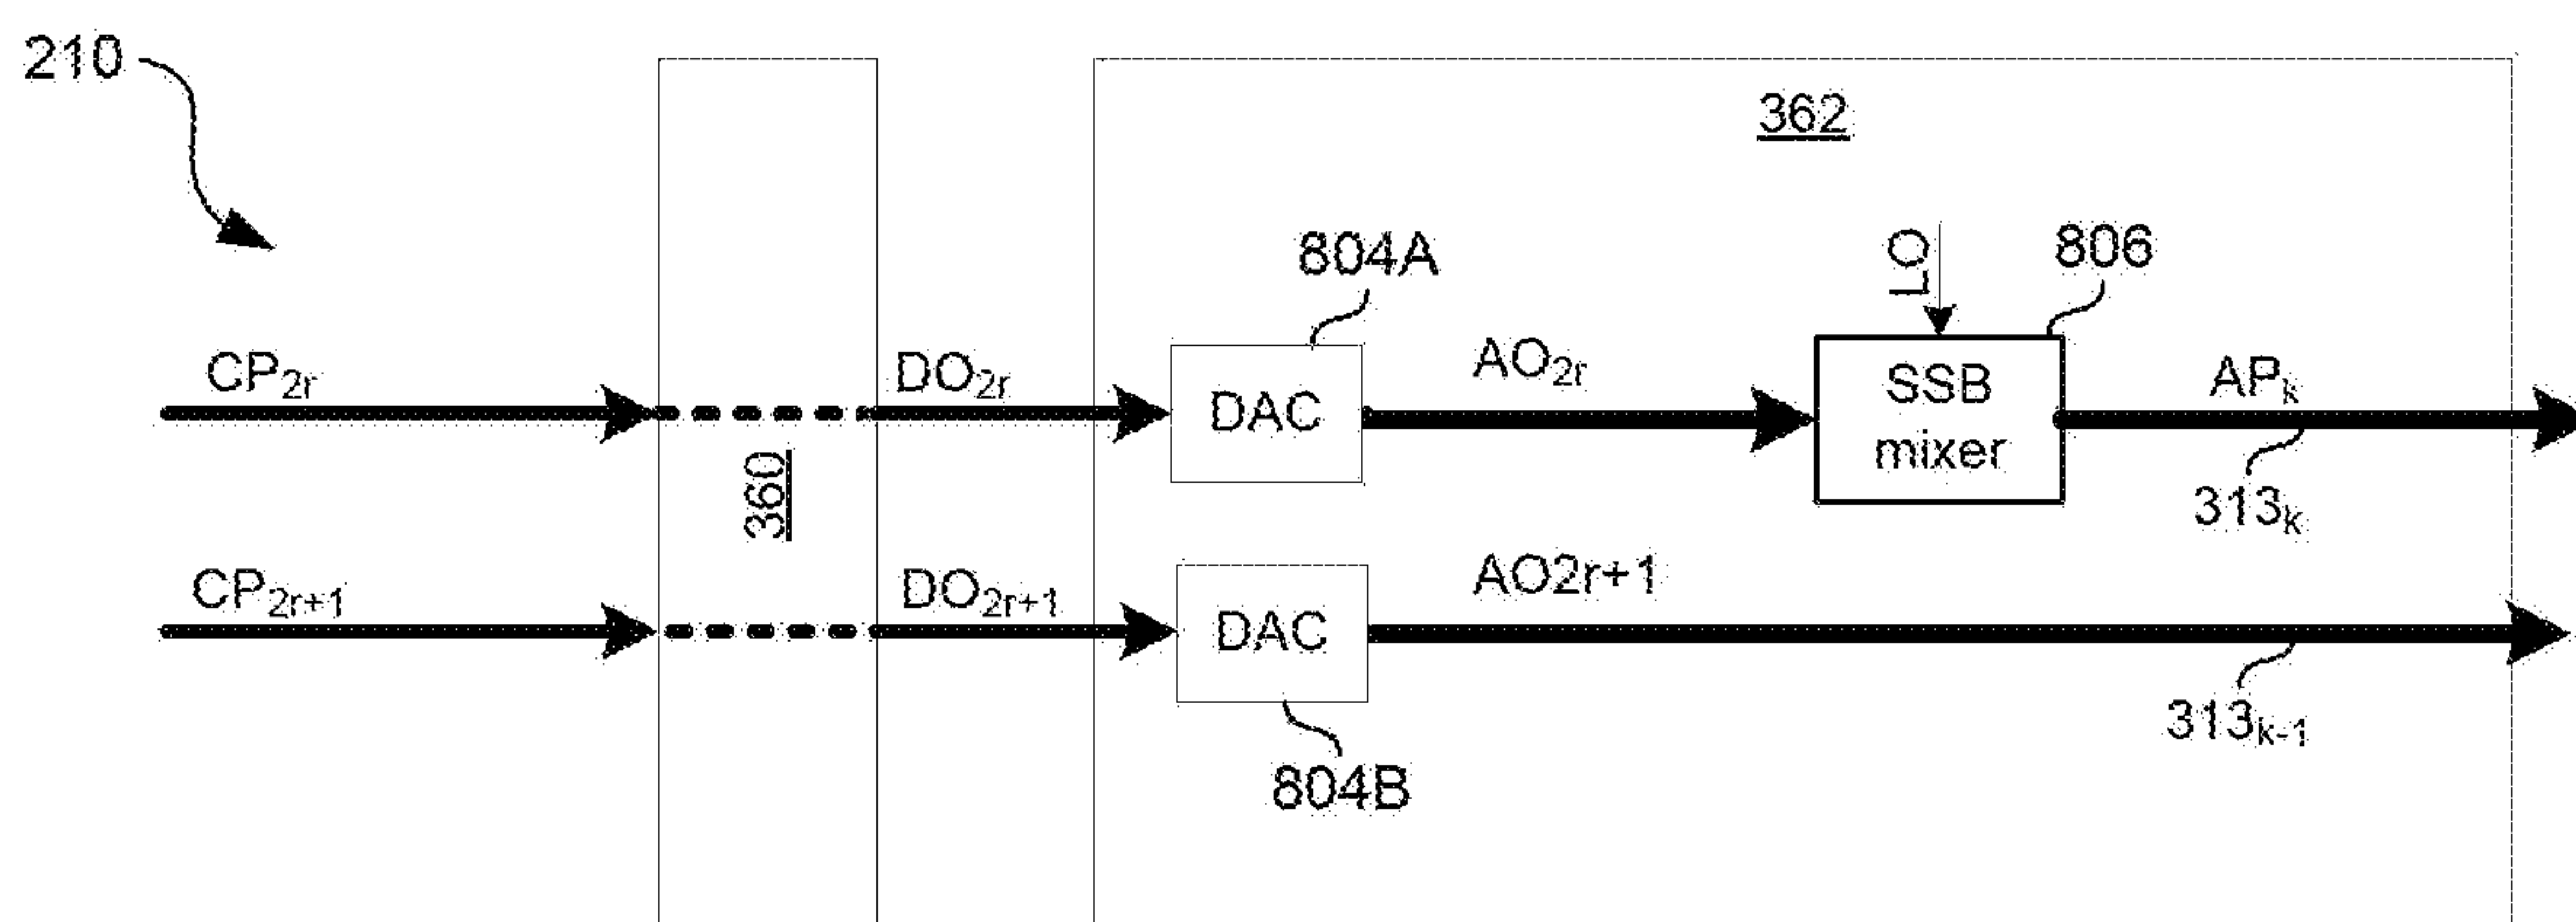 210
362
804A
LO
806
CP2r
DO2r
DAC
AO2r
SSB
mixer
APk
313k
360
CP2r+1
DO2r+1
DAC
AO2r+1
313k-1
804B